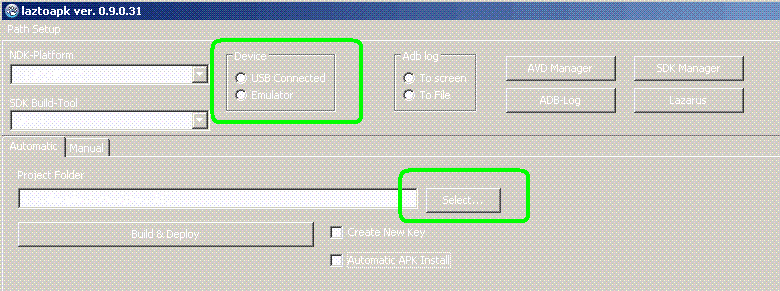 laztoapk ver. 0.9.0.31
Path Setup
NDK-Platform
Device
Adb log
USB Connected
To screen
AVD Manager
SDK Manager
Emulator
To File
SDK Build-Tool
ADB-Log
Lazarus
Automatic
Manual
Project Folder
Select...
Build & Deploy
Create New Key
Automatic APK Install